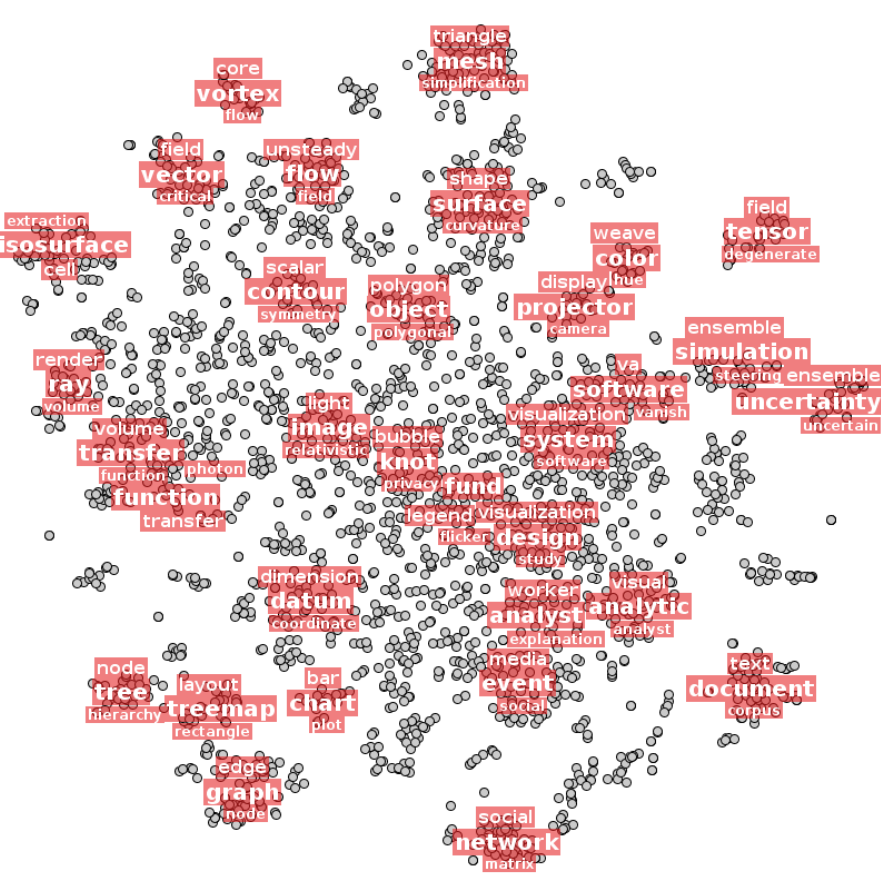 triangle
mesh
simplification
core
vortex
flow
field
vector
critical
unsteady
flow
field
shape
surface
curvature
extraction
isosurface
cell
field
tensor
degenerate
weave
color
hue
display
projector
camera
scalar
contour
symmetry
polygon
object
polygonal
ensemble
simulation
steering
ensemble
uncertainty
uncertain
render
ray
volume
va
software
vanish
visualization
system
software
light
image
relativistic
volume
transfer
function
photon
function
transfer
bubble
knot
privacy
fund
legend
flicker
visualization
design
study
dimension
datum
coordinate
worker
analyst
explanation
visual
analytic
analyst
media
event
social
text
document
corpus
node
tree
hierarchy
layout
treemap
rectangle
bar
chart
plot
edge
graph
node
social
network
matrix